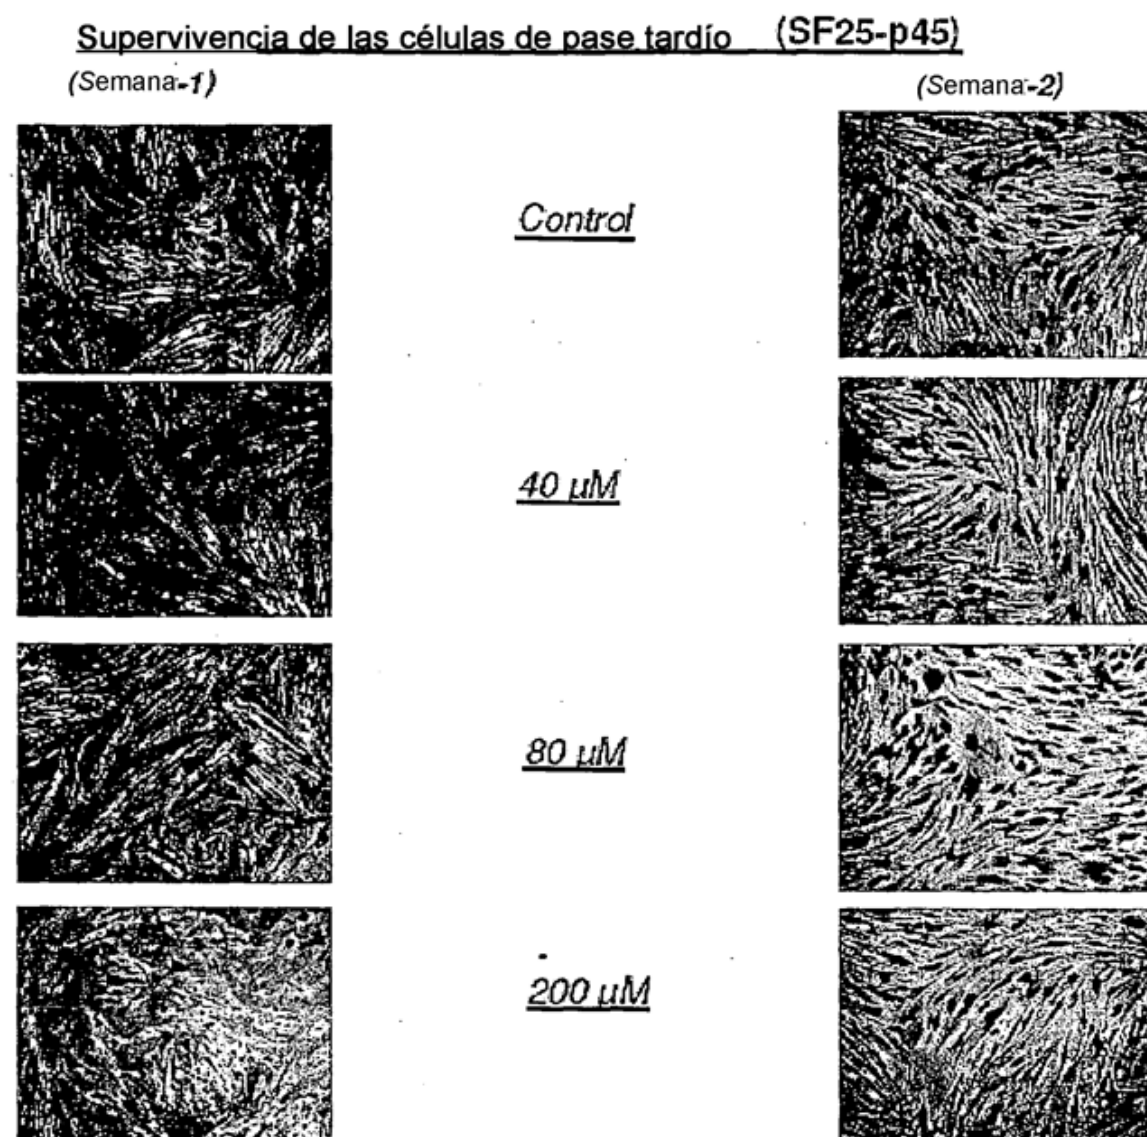 Supervivencia de las células de pase tardío (SF25-p45)
(Semana-1) (Semana-2)
Control
40 µM
80 µM
200 µM